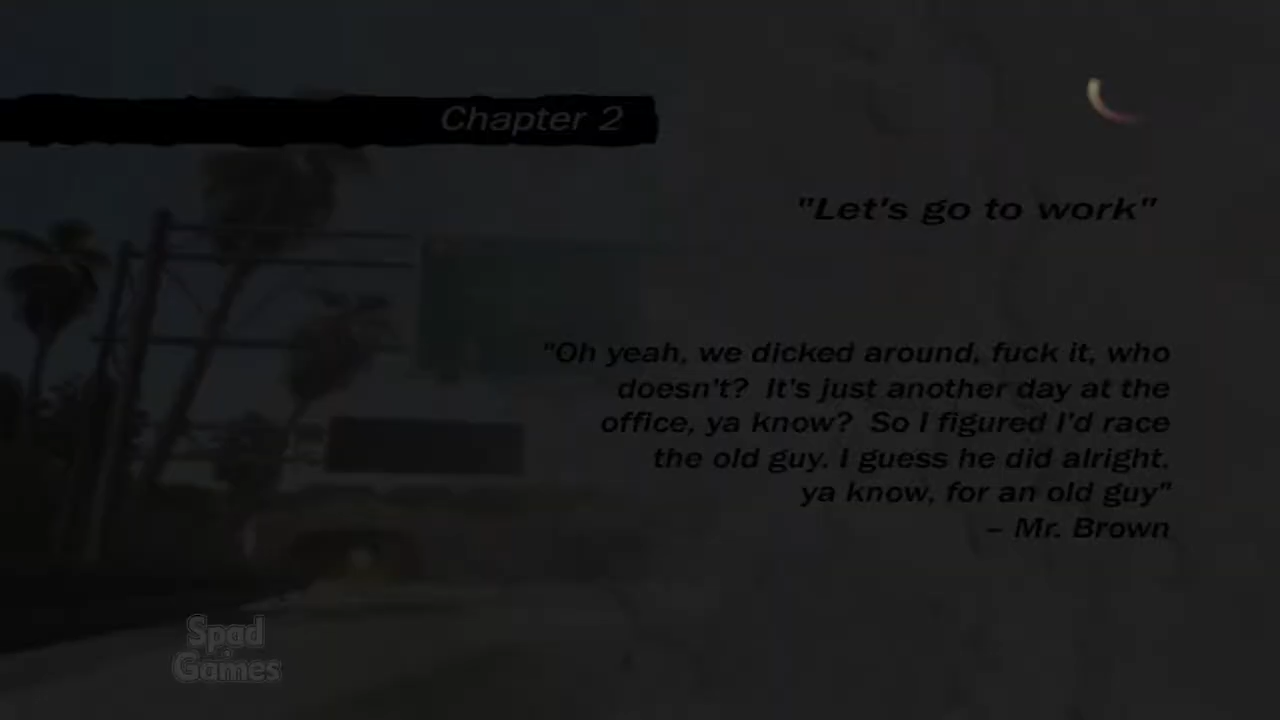 Chapter 2
"Let's go to work"
"Oh yeah, we dicked around, fuck it, who
doesn't?  It's just another day at the
office, ya know?  So I figured I'd race
the old guy. I guess he did alright,
ya know, for an old guy"
– Mr. Brown
Spad
Games